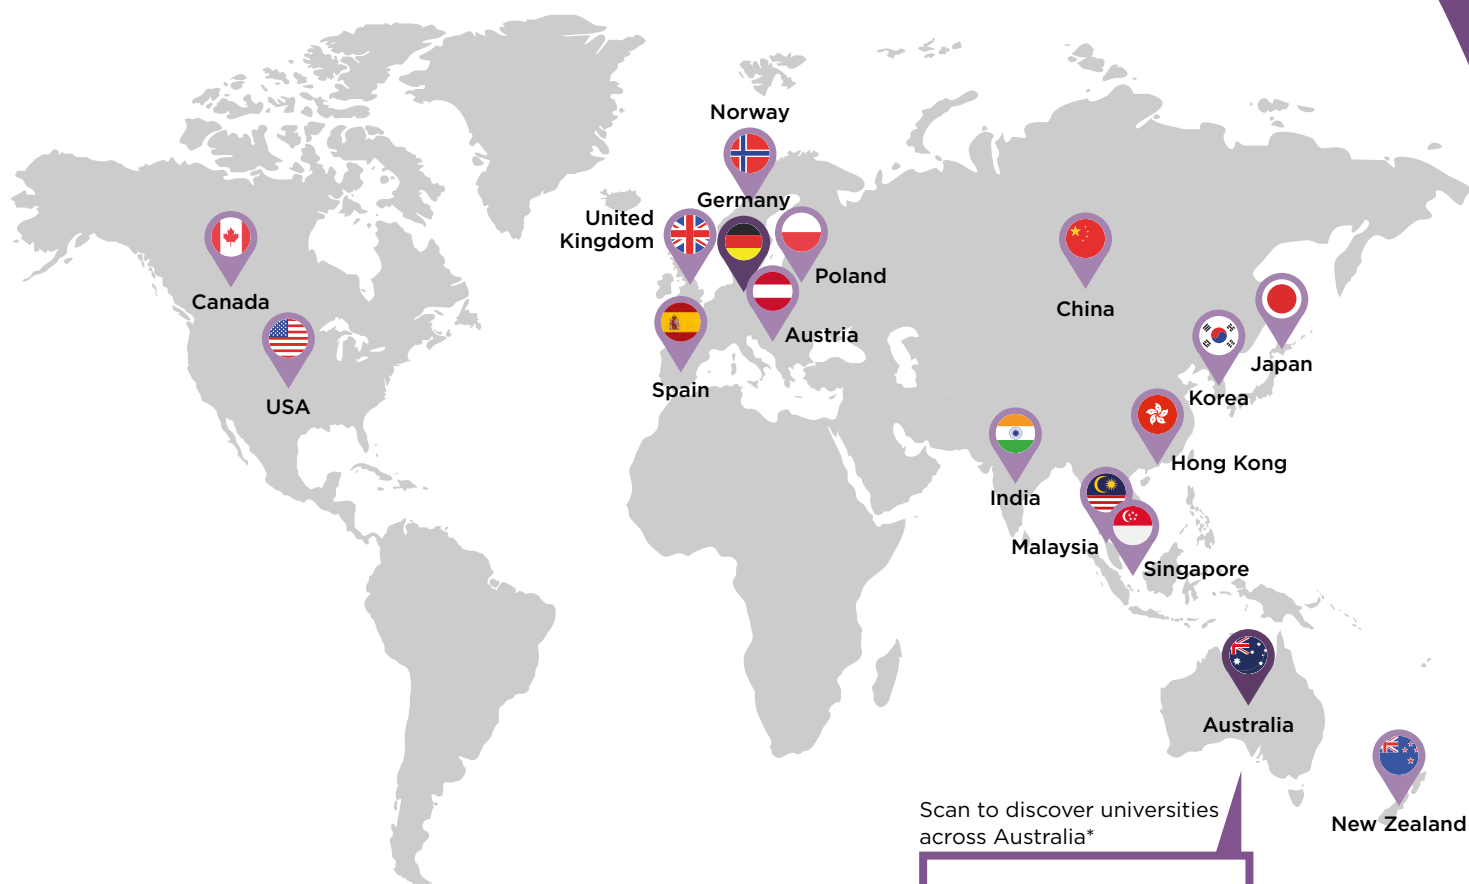 Norway
Germany
United
Kingdom
Poland
Canada
China
Austria
Japan
Spain
Korea
USA
Hong Kong
India
Malaysia
Singapore
Australia
Scan to discover universities
across Australia*
New Zealand